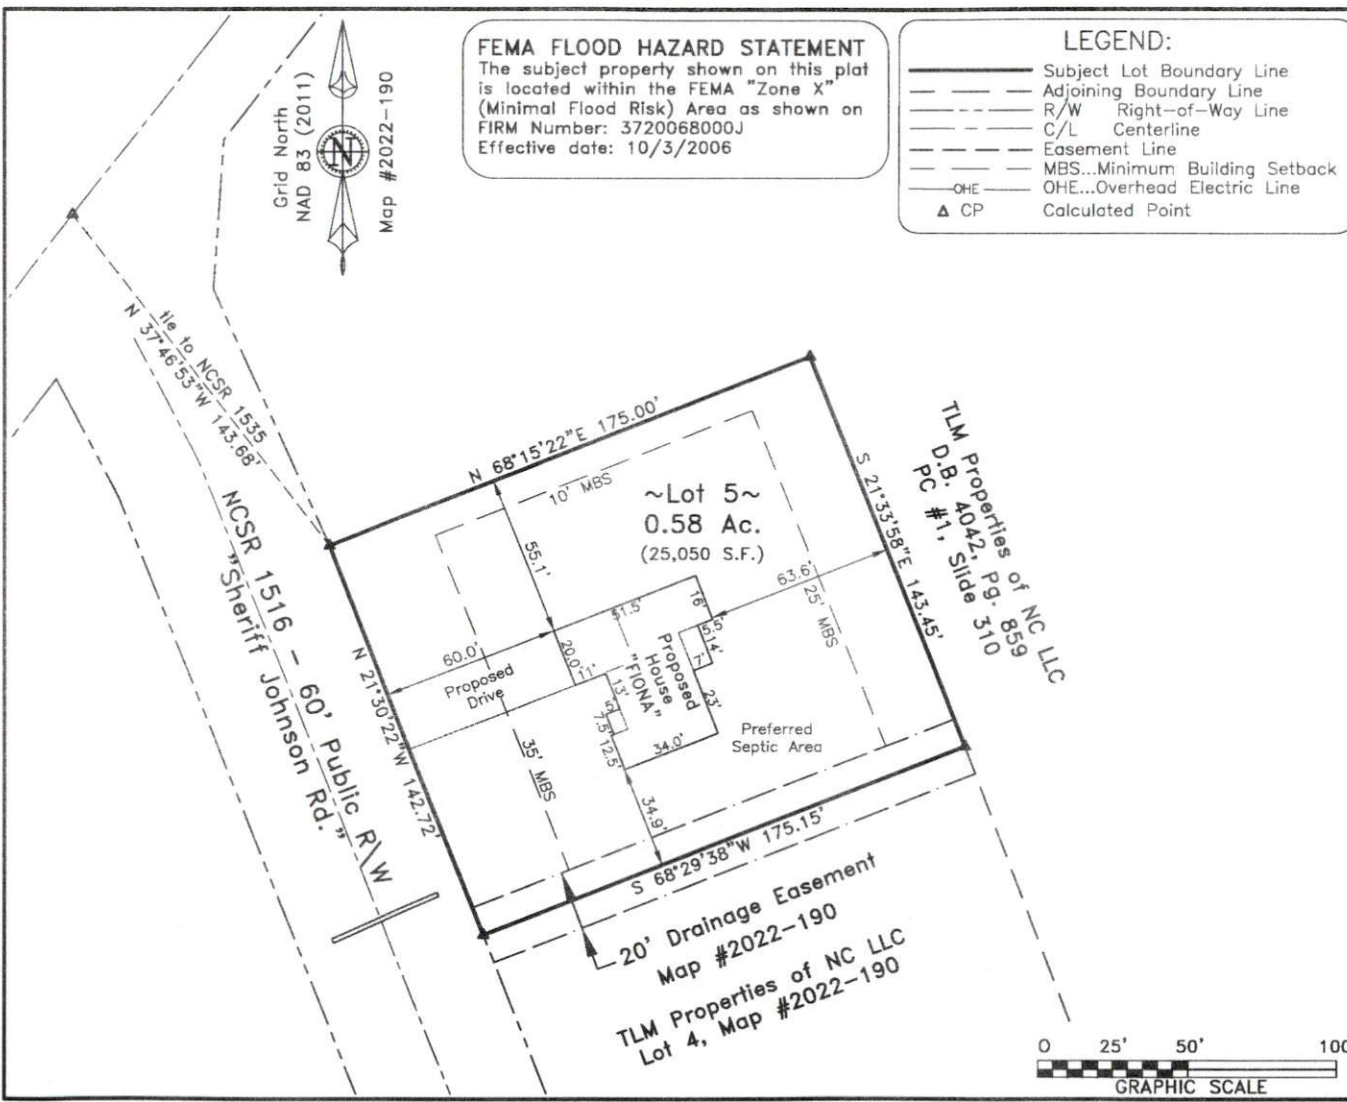 Grid North
NAD 83 (2011)
Map #2022-190
FEMA FLOOD HAZARD STATEMENT
The subject property shown on this plat
is located within the FEMA "Zone X"
(Minimal Flood Risk) Area as shown on
FIRM Number: 3720068000J
Effective date: 10/3/2006
LEGEND:
Subject Lot Boundary Line
Adjoining Boundary Line
R/W Right-of-Way Line
C/L Centerline
Easement Line
MBS...Minimum Building Setback
OHE OHE...Overhead Electric Line
CP Calculated Point
N
tie to NCSR 1535
N 37°46'53"W 143.68'
NCSR 1516 - 60' Public R\W
"Sheriff Johnson Rd."
N 68°15'22"E 175.00'
10' MBS
~Lot 5~
0.58 Ac.
(25,050 S.F.)
S 21°33'58"E 143.45'
TLM Properties of NC LLC
D.B. 4042, Pg. 859
PC #1, Slide 310
55.1'
51.5'
16'
63.6'
25' MBS
5.5'
14'
7'
60.0'
20.0'
11'
Proposed
Drive
Proposed
House
"FIONA"
13'
5'
7.5'
12.5'
23'
34.0'
Preferred
Septic Area
N 21°30'22"W 142.72'
35' MBS
34.9'
S 68°29'38"W 175.15'
20' Drainage Easement
Map #2022-190
TLM Properties of NC LLC
Lot 4, Map #2022-190
0 25' 50' 100
GRAPHIC SCALE